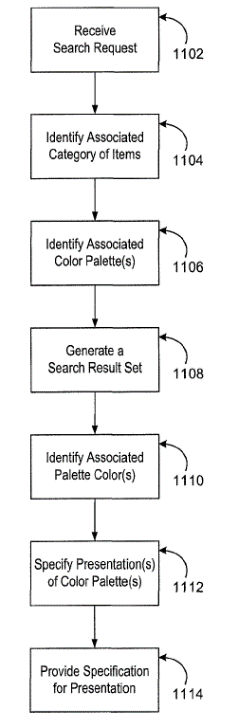 Receive
Search Request
1102
Identify Associated
Category of Items
1104
Identify Associated
Color Palette(s)
1106
Generate a
Search Result Set
1108
Identify Associated
Palette Color(s)
1110
Specify Presentation(s)
of Color Palette(s)
1112
Provide Specification
for Presentation
1114